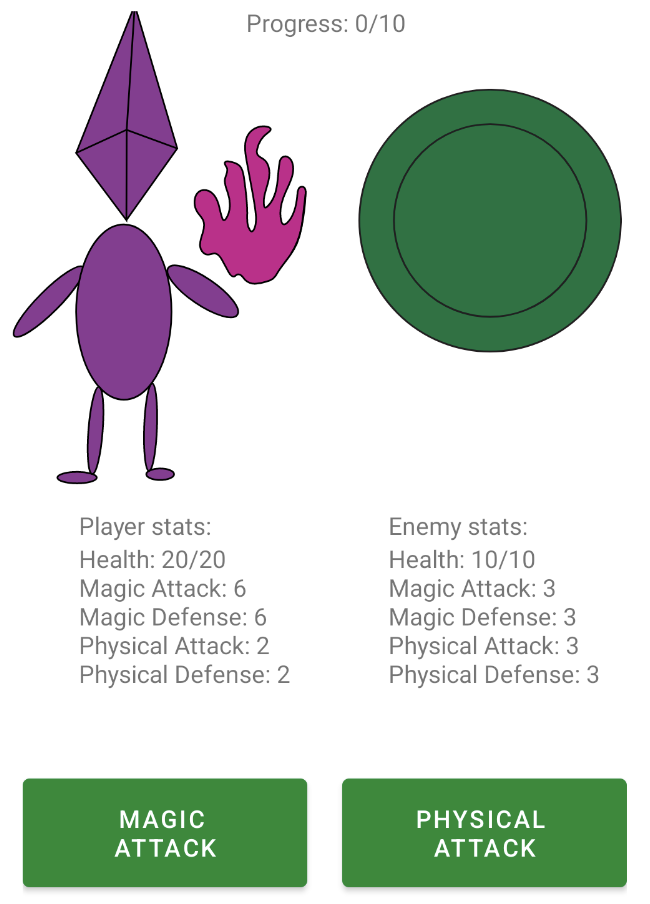 Progress: 0/10
Player stats:
Health: 20/20
Magic Attack: 6
Magic Defense: 6
Physical Attack: 2
Physical Defense: 2
Enemy stats:
Health: 10/10
Magic Attack: 3
Magic Defense: 3
Physical Attack: 3
Physical Defense: 3
MAGIC
ATTACK
PHYSICAL
ATTACK